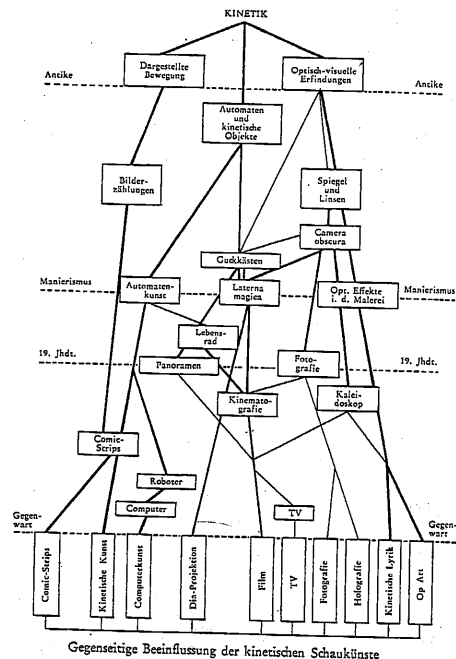 KINETIK
Dargestellte
Bewegung
Optisch-visuelle
Erfindungen
Antike
Antike
Automaten
und
kinetische
Objekte
Bilder-
zählungen
Spiegel
und
Linsen
Camera
obscura
Guckkästen
Manierismus
Automaten-
kunst
Laterna
magica
Opt. Effekte
i. d. Malerei
Manierismus
Lebens-
rad
19. Jhdt.
Panoramen
Foto-
grafie
19. Jhdt.
Kinemato-
grafie
Kalei-
doskop
Comic-
Strips
Roboter
Computer
TV
Gegen-
wart
Gegen-
wart
Comic-Strips
Kinetische Kunst
Computerkunst
Dia-Projektion
Film
TV
Fotografie
Holografie
Kinetische Lyrik
Op Art
Gegenseitige Beeinflussung der kinetischen Schaukünste